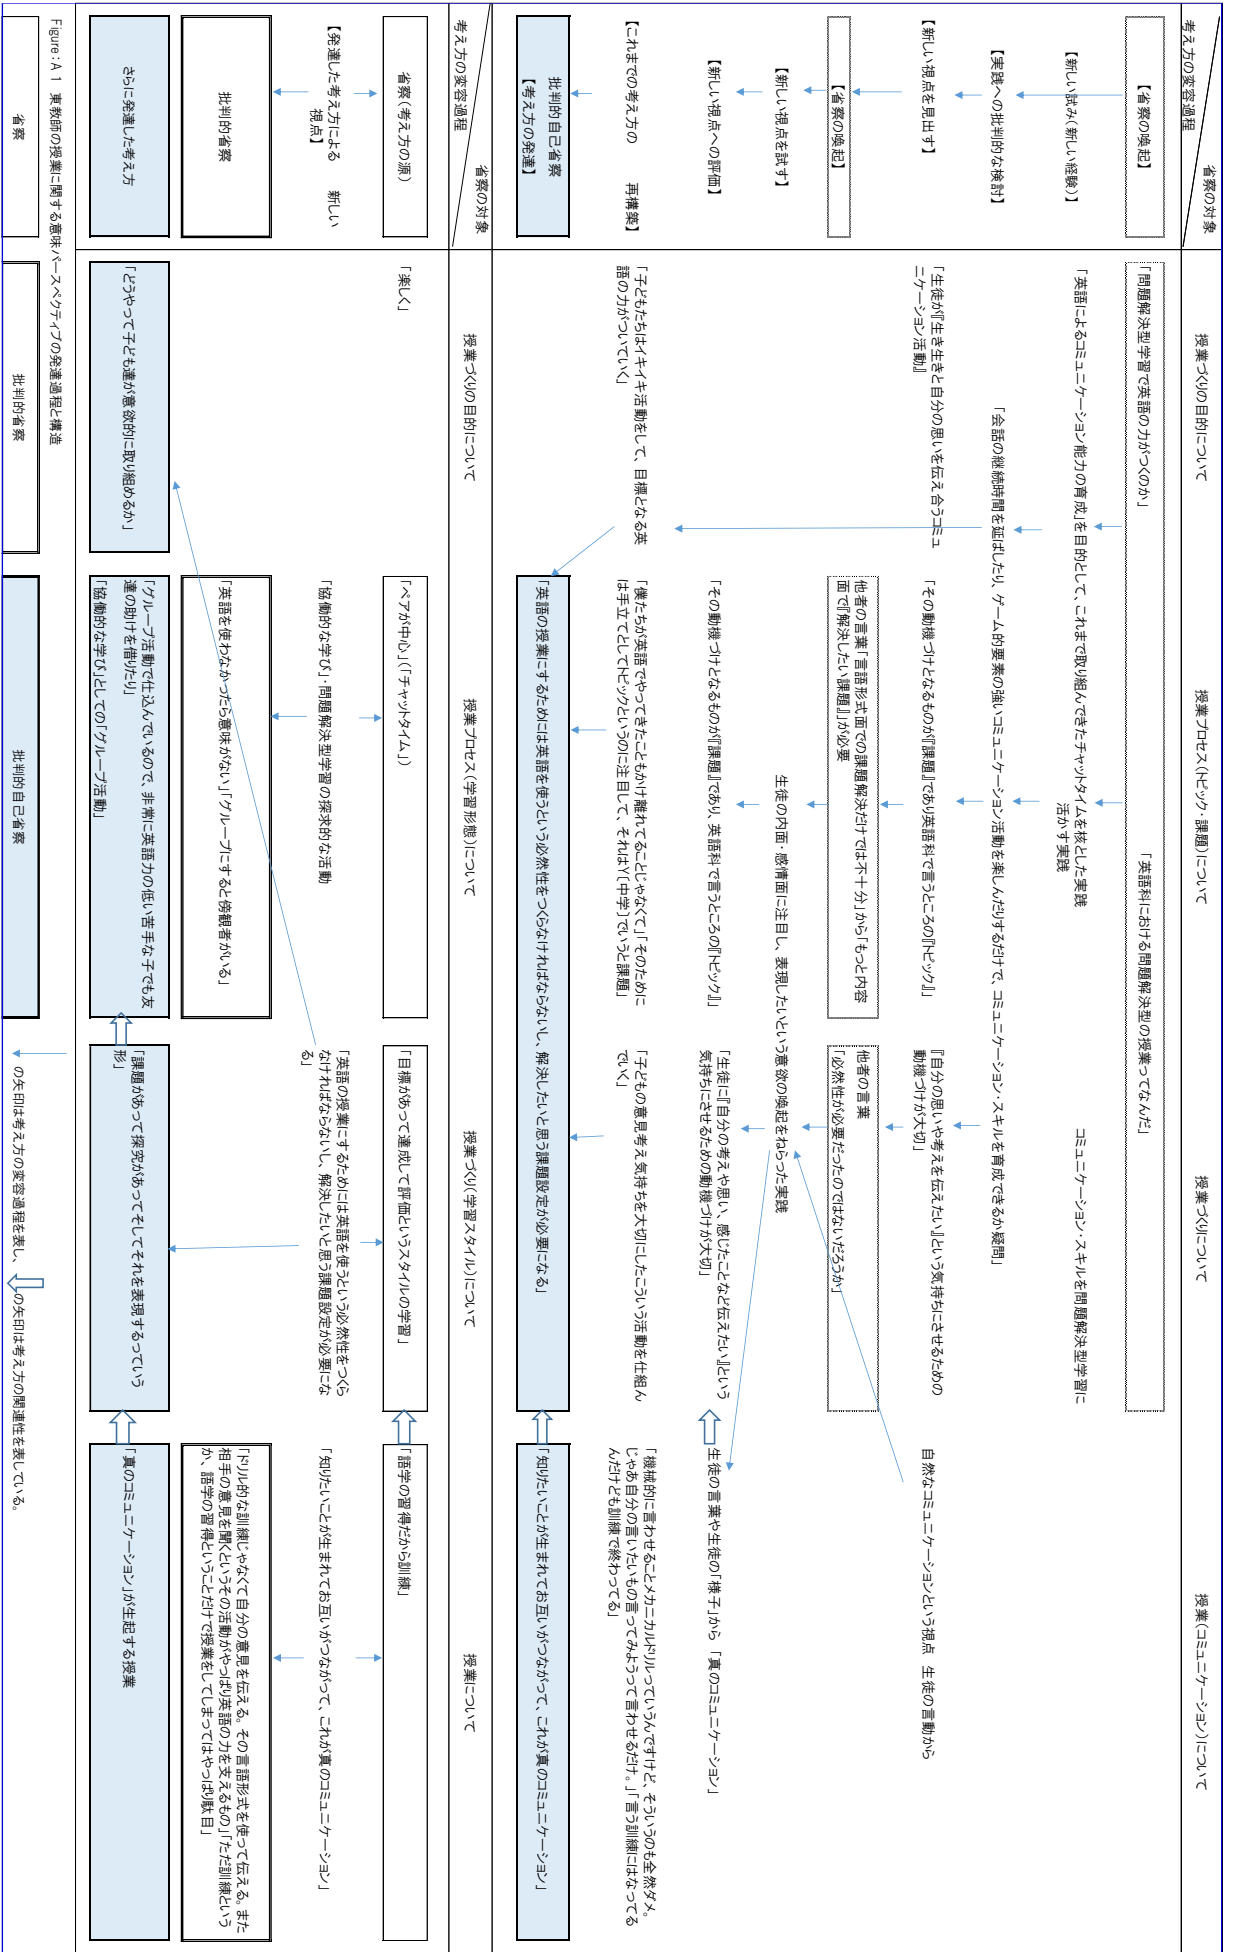 考え方の変容過程
省察の対象
授業づくりの目的について
授業プロセス(トピック・課題)について
授業づくりについて
授業(コミュニケーション)について
【省察の喚起】
「問題解決型学習で英語の力がつくのか」
「英語科における問題解決型の授業ってなんだ」
【新しい試み(新しい経験)】
「英語によるコミュニケーション能力の育成」を目的として、これまで取り組んできたチャットタイムを核とした実践
コミュニケーション・スキルを問題解決型学習に
活かす実践
【実践への批判的な検討】
「会話の継続時間を延ばしたり、ゲーム的要素の強いコミュニケーション活動を楽しんだりするだけで、コミュニケーション・スキルを育成できるか疑問」
【新しい視点を見出す】
「生徒が『生き生きと自分の思いを伝え合うコミュ
ニケーション活動』
「その動機づけとなるものが『課題』であり英語科で言うところの『トピック』」
『自分の思いや考えを伝えたい』という気持ちにさせるための
動機づけが大切」
自然なコミュニケーションという視点 生徒の言動から
【省察の喚起】
他者の言葉「言語形式面での課題解決だけでは不十分」から「もっと内容
面で『解決したい課題』」が必要
他者の言葉
「必然性が必要だったのではないだろうか」
【新しい視点を試す】
生徒の内面・感情面に注目し、表現したいという意欲の喚起をねらった実践
【新しい視点への評価】
「その動機づけとなるものが『課題』であり、英語科で言うところの『トピック』」
「生徒に『自分の考えや思い、感じたことなど伝えたい』という
気持ちにさせるための動機づけが大切」
生徒の言葉や生徒の「様子」から 「真のコミュニケーション」
【これまでの考え方の 再構築】
「子どもたちはイキイキ活動をして、目標となる英
語の力がついていく」
「僕たちが英語でやってきたこともかけ離れてることじゃなくて」「そのために
は手立てとしてトピックというのに注目して、それはY[中学]でいうと課題」
「子どもの意見考え気持ちを大切にしたこういう活動を仕組ん
でいく」
「機械的に言わせることメカニカルドリルっていうんですけど、そういうのも全然ダメ。
じゃあ自分の言いたいもの言ってみようって言わせるだけ。」「言う訓練にはなってる
んだけども訓練で終わってる」
批判的自己省察
【考え方の発達】
「英語の授業にするためには英語を使うという必然性をつくらなければならないし、解決したいと思う課題設定が必要になる」
「知りたいことが生まれてお互いがつながって、これが真のコミュニケーション」
考え方の変容過程
省察の対象
授業づくりの目的について
授業プロセス(学習形態)について
授業づくり(学習スタイル)について
授業について
省察(考え方の源)
「楽しく」
「ペアが中心」(「チャットタイム」)
「目標があって達成して評価というスタイルの学習」
「語学の習得だから訓練」
【発達した考え方による 新しい
視点】
「協働的な学び」・問題解決型学習の探求的な活動
「英語の授業にするためには英語を使うという必然性をつくら
なければならないし、解決したいと思う課題設定が必要にな
る」
「知りたいことが生まれてお互いがつながって、これが真のコミュニケーション」
批判的省察
「英語を使わなかったら意味がない」「グループにすると傍観者がいる」
「ドリル的な訓練じゃなくて自分の意見を伝える。その言語形式を使って伝える。また
相手の意見を聞くというその活動がやっぱり英語の力を支えるもの」「ただ訓練という
か、語学の習得ということだけで授業をしてしまってはやっぱり駄目」
さらに発達した考え方
「どうやって子ども達が意欲的に取り組めるか」
「グループ活動で仕込んでいるので、非常に英語力の低い苦手な子でも友
達の助けを借りたり」
「協働的な学び」としての「グループ活動」
「課題があって探究があってそしてそれを表現するっていう
形」
「真のコミュニケーション」が生起する授業
Figure:A 1 東教師の授業に関する意味パースペクティブの発達過程と構造
省察
批判的省察
批判的自己省察
の矢印は考え方の変容過程を表し、 の矢印は考え方の関連性を表している。